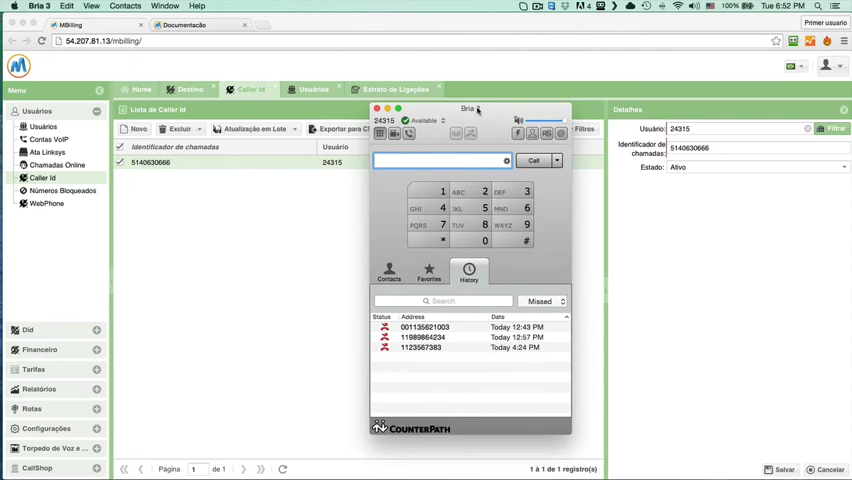 Bria 3 Edit View Contacts Window Help 4 100% Tue 6:52 PM
MBilling Documentacão Primer usuario
54.207.81.13/mbilling/
Menu Home Destino Caller Id Usuários Extrato de Ligações
Usuários
Usuários
Contas VoIP
Ata Linksys
Chamadas Online
Caller Id
Números Bloqueados
WebPhone
Did
Financeiro
Tarifas
Relatórios
Rotas
Configurações
Torpedo de Voz e ...
CallShop
Lista de Caller Id
Novo Excluir Atualização em Lote Exportar para CS Filtros
Identificador de chamadas Usuário
5140630666 24315
Página 1 de 1 1 à 1 de 1 registro(s)
Bria 3
24315 Available
Call
1 ABC 2 DEF 3
GHI 4 JKL 5 MNO 6
PQRS 7 TUV 8 WXYZ 9
* 0 #
Contacts Favorites History
Search Missed
Status Address Date
001135621003 Today 12:43 PM
11989864234 Today 12:57 PM
1123567383 Today 4:24 PM
COUNTERPATH
Detalhes
Usuário: 24315 Filtrar
Identificador de chamadas: 5140630666
Estado: Ativo
Salvar Cancelar